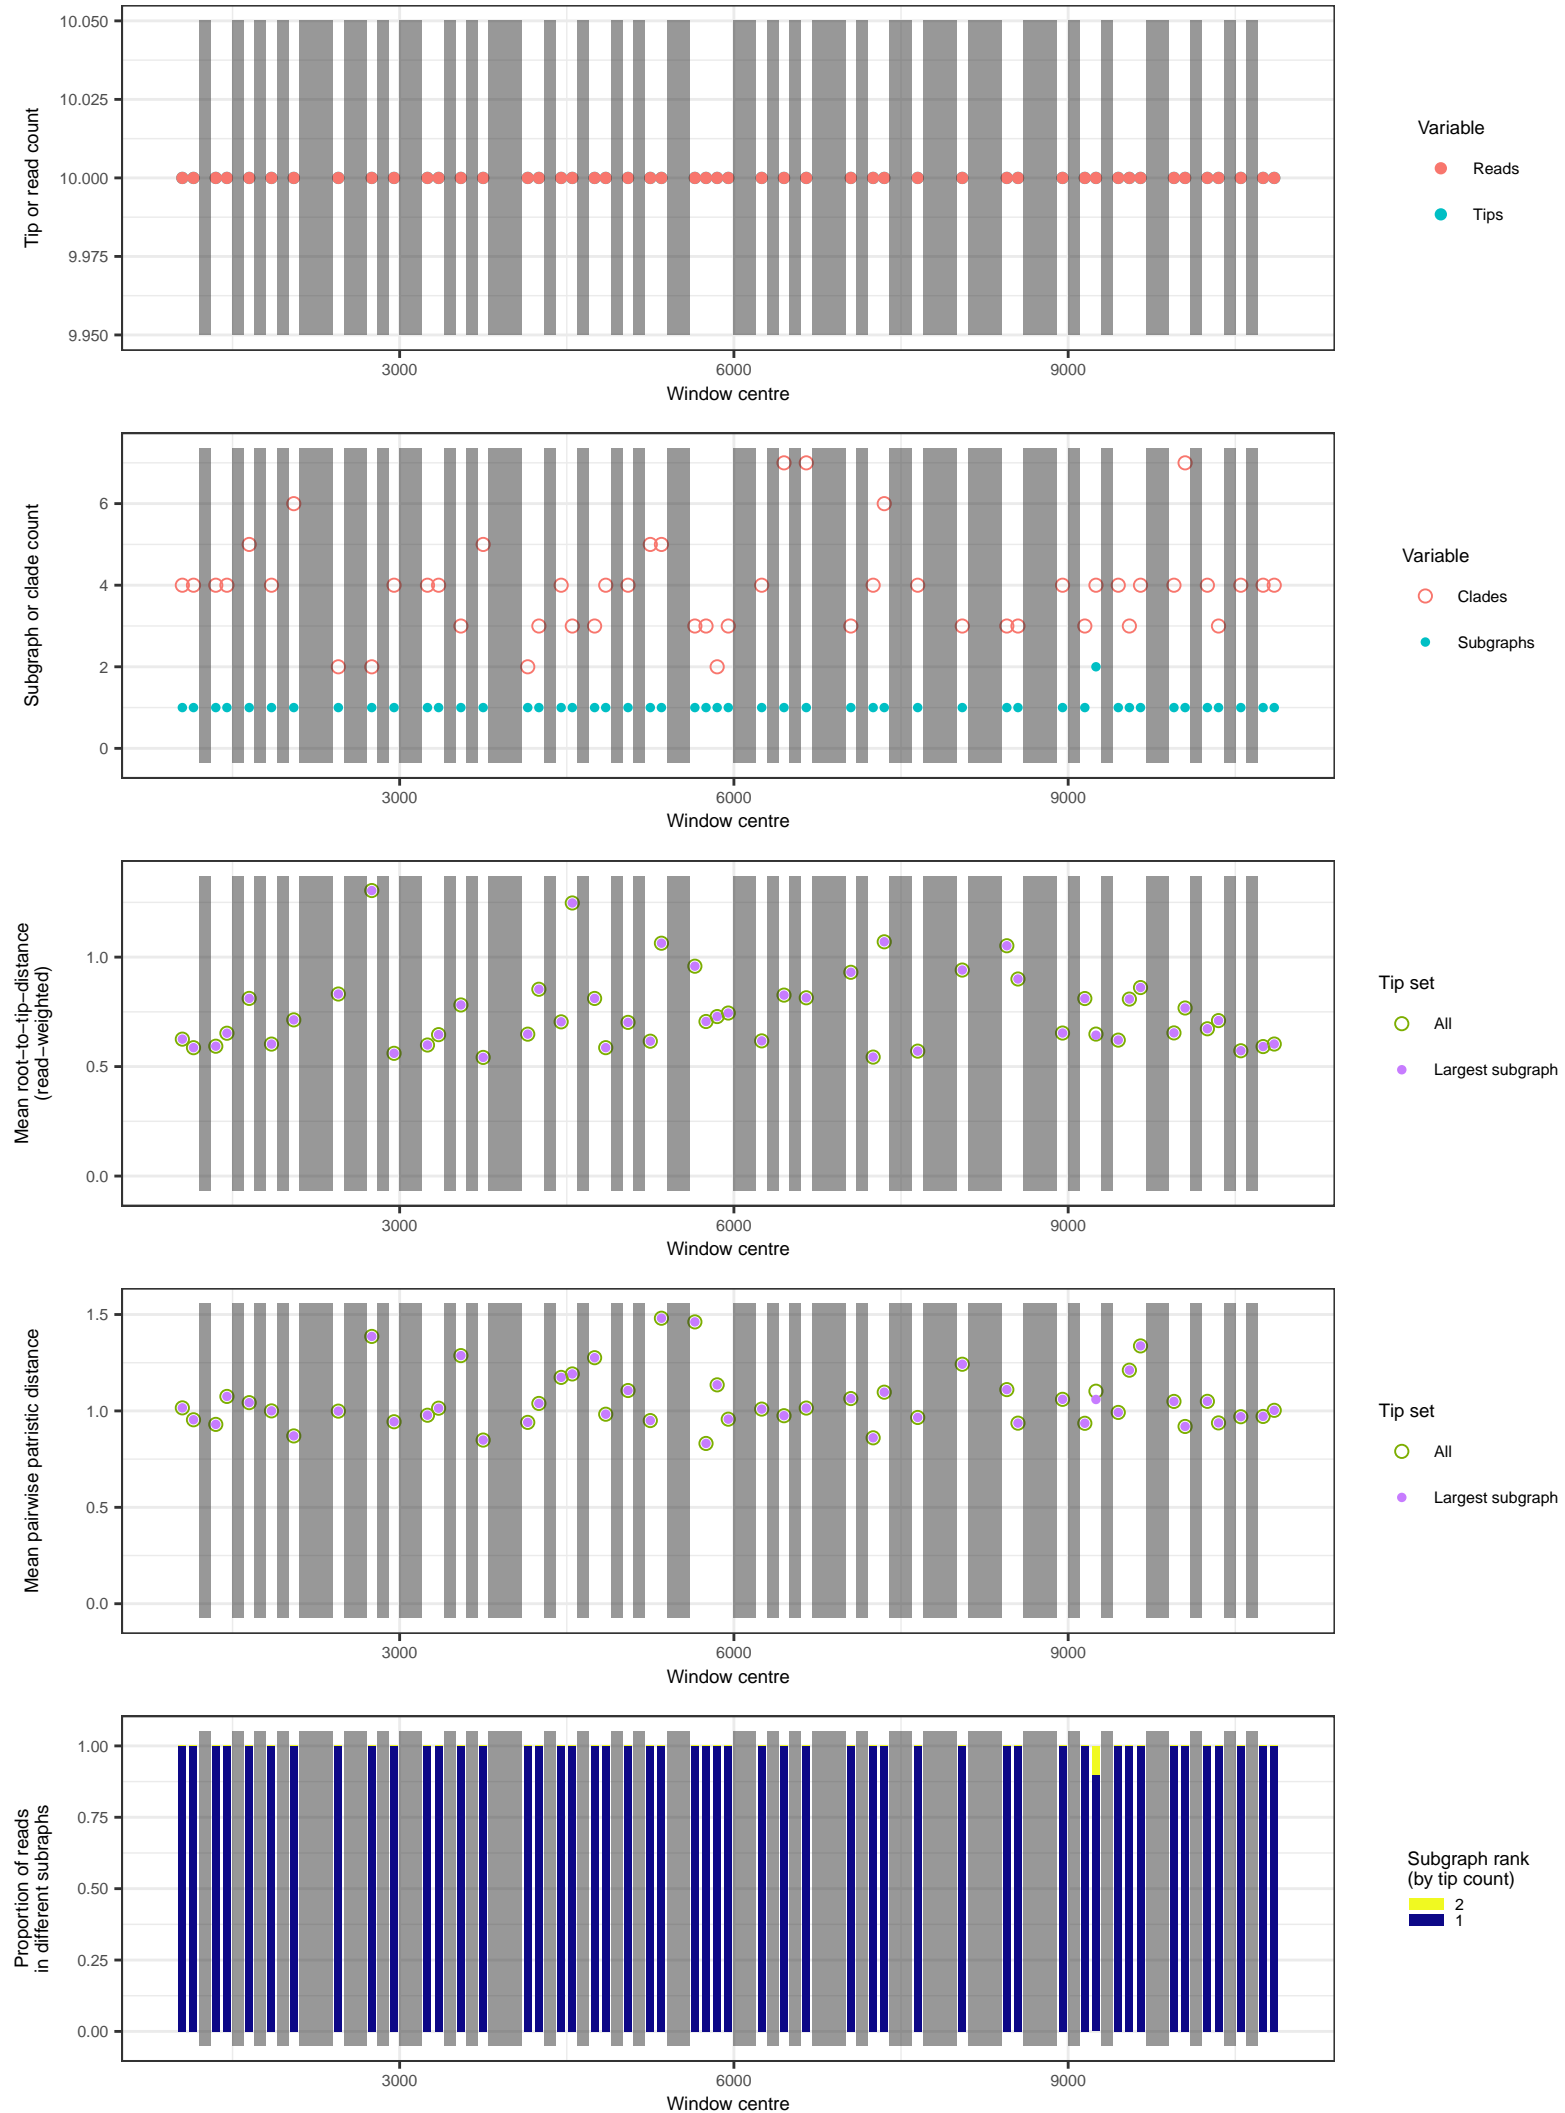 10.050
10.025
10.000
9.975
9.950
Tip or read count
3000
6000
9000
Window centre
Variable
Reads
Tips
6
4
2
0
Subgraph or clade count
3000
6000
9000
Window centre
Variable
Clades
Subgraphs
1.0
0.5
0.0
Mean root−to−tip−distance
(read−weighted)
3000
6000
9000
Window centre
Tip set
All
Largest subgraph
1.5
1.0
0.5
0.0
Mean pairwise patristic distance
3000
6000
9000
Window centre
Tip set
All
Largest subgraph
1.00
0.75
0.50
0.25
0.00
Proportion of reads
in different subraphs
3000
6000
9000
Window centre
Subgraph rank
(by tip count)
2
1